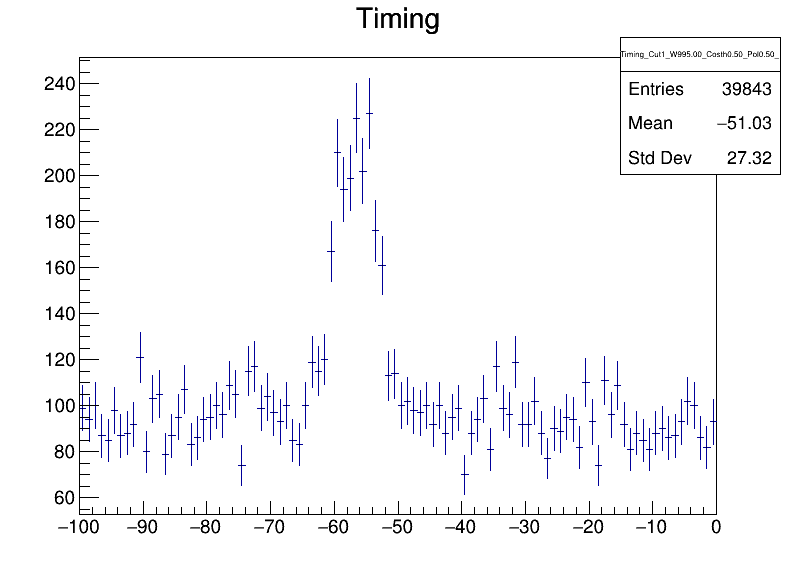 Timing
Timing_Cut1_W995.00_Costh0.50_Pol0.50_
Entries 39843
Mean −51.03
Std Dev 27.32
240
220
200
180
160
140
120
100
80
60
−100 −90 −80 −70 −60 −50 −40 −30 −20 −10 0